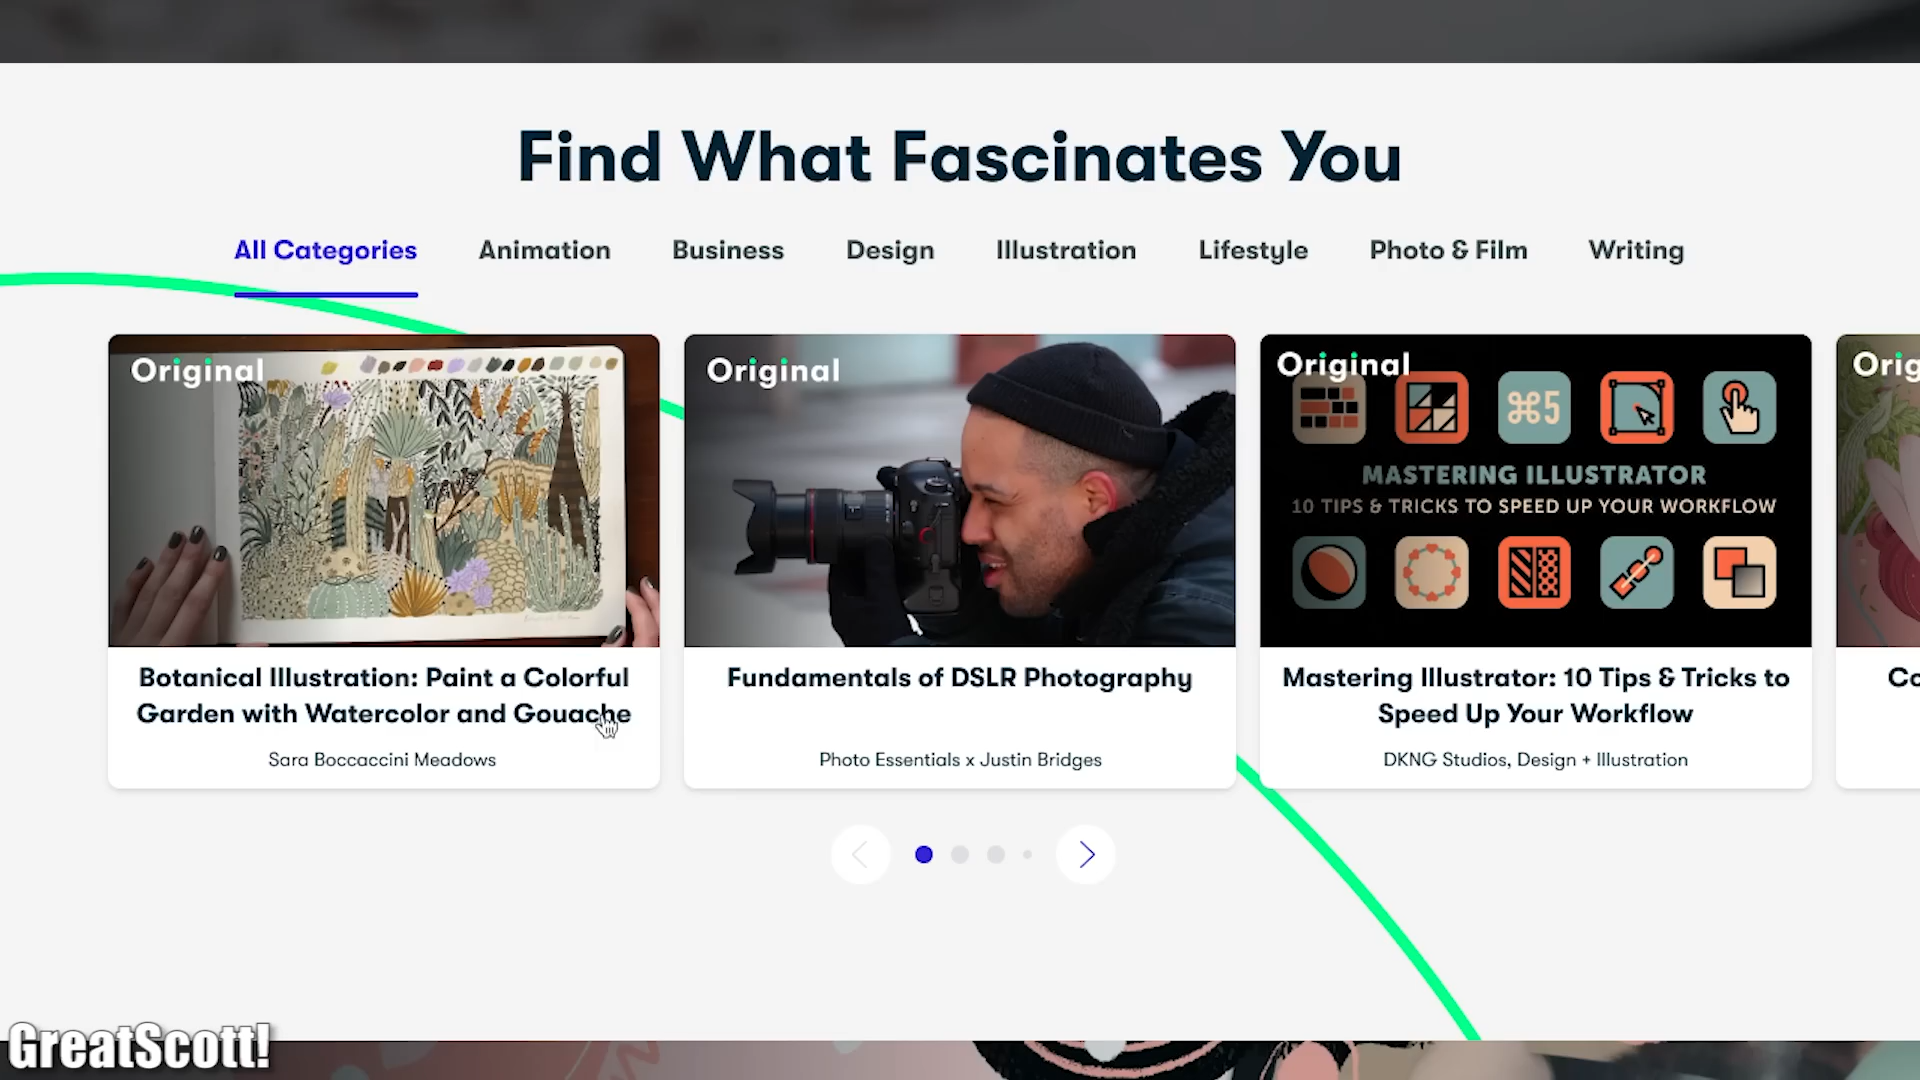 Find What Fascinates You
All Categories
Animation
Business
Design
Illustration
Lifestyle
Photo & Film
Writing
Original
Original
Original
Orig
⌘5
MASTERING ILLUSTRATOR
10 TIPS & TRICKS TO SPEED UP YOUR WORKFLOW
Botanical Illustration: Paint a Colorful
Garden with Watercolor and Gouache
Sara Boccaccini Meadows
Fundamentals of DSLR Photography
Photo Essentials x Justin Bridges
Mastering Illustrator: 10 Tips & Tricks to
Speed Up Your Workflow
DKNG Studios, Design + Illustration
Co
GreatScott!